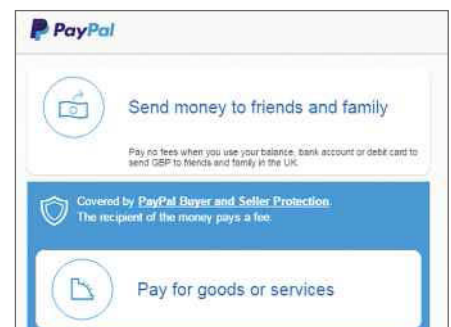 PayPal
Send money to friends and family
Pay no fees when you use your balance, bank account or debit card to
send GBP to friends and family in the UK.
Covered by PayPal Buyer and Seller Protection.
The recipient of the money pays a fee.
Pay for goods or services